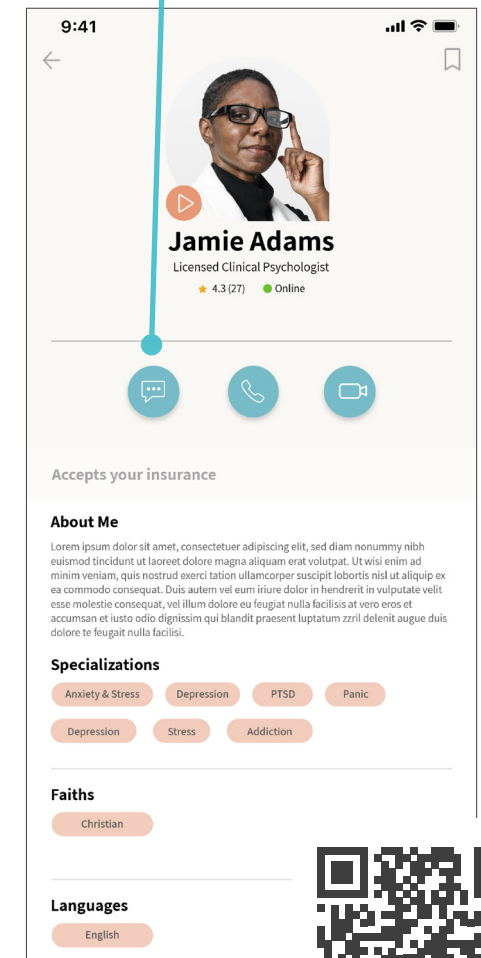 9:41
Jamie Adams
Licensed Clinical Psychologist
4.3 (27) Online
Accepts your insurance
About Me
Lorem ipsum dolor sit amet, consectetuer adipiscing elit, sed diam nonummy nibh
euismod tincidunt ut laoreet dolore magna aliquam erat volutpat. Ut wisi enim ad
minim veniam, quis nostrud exerci tation ullamcorper suscipit lobortis nisl ut aliquip ex
ea commodo consequat. Duis autem vel eum iriure dolor in hendrerit in vulputate velit
esse molestie consequat, vel illum dolore eu feugiat nulla facilisis at vero eros et
accumsan et iusto odio dignissim qui blandit praesent luptatum zzril delenit augue duis
dolore te feugait nulla facilisi.
Specializations
Anxiety & Stress Depression PTSD Panic
Depression Stress Addiction
Faiths
Christian
Languages
English